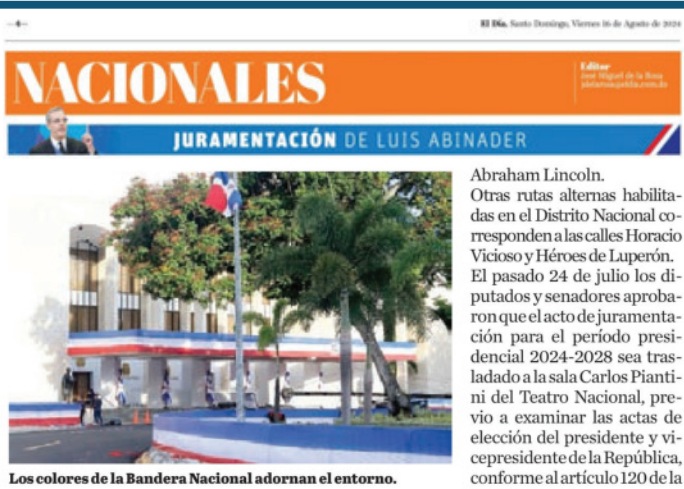 -4-
El Día, Santo Domingo, Viernes 16 de Agosto de 2024
NACIONALES
Editor
José Miguel de la Rosa
JURAMENTACIÓN DE LUIS ABINADER
Los colores de la Bandera Nacional adornan el entorno.
Abraham Lincoln.
Otras rutas alternas habilita-
das en el Distrito Nacional co-
rresponden a las calles Horacio
Vicioso y Héroes de Luperón.
El pasado 24 de julio los di-
putados y senadores aproba-
ron que el acto de juramenta-
ción para el período presi-
dencial 2024-2028 sea tras-
ladado a la sala Carlos Pianti-
ni del Teatro Nacional, pre-
vio a examinar las actas de
elección del presidente y vi-
cepresidente de la República,
conforme al artículo 120 de la